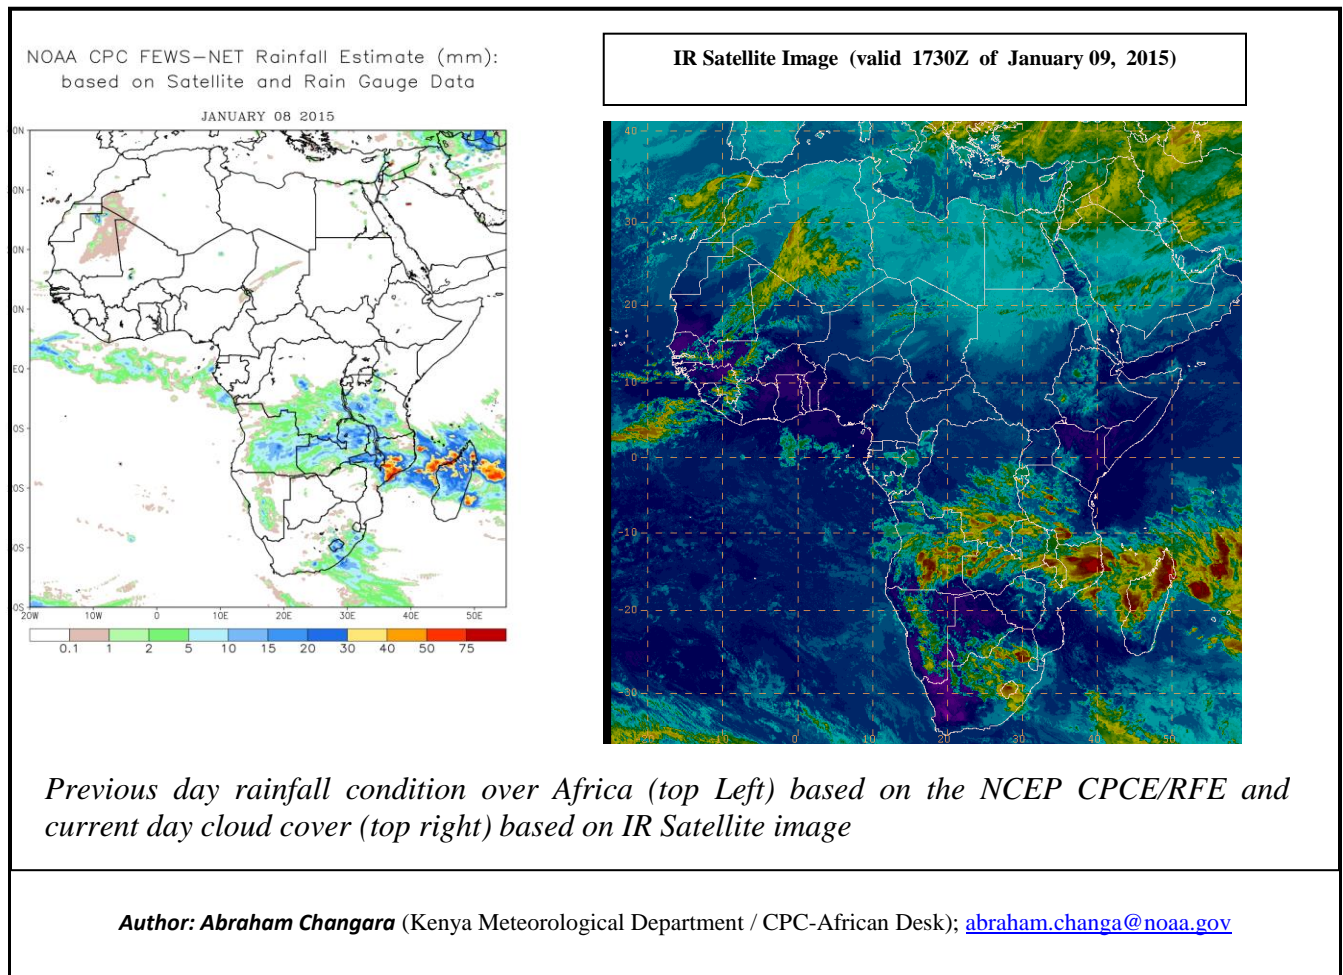 NOAA CPC FEWS-NET Rainfall Estimate (mm):
based on Satellite and Rain Gauge Data
JANUARY 08 2015
20W 10W 0 10E 20E 30E 40E 50E
0.1 1 2 5 10 15 20 30 40 50 75
IR Satellite Image (valid 1730Z of January 09, 2015)
40
30
20
10
0
-10
-20
-30
-20 -10 0 10 20 30 40 50
Previous day rainfall condition over Africa (top Left) based on the NCEP CPCE/RFE and
current day cloud cover (top right) based on IR Satellite image
Author: Abraham Changara (Kenya Meteorological Department / CPC-African Desk); abraham.changa@noaa.gov